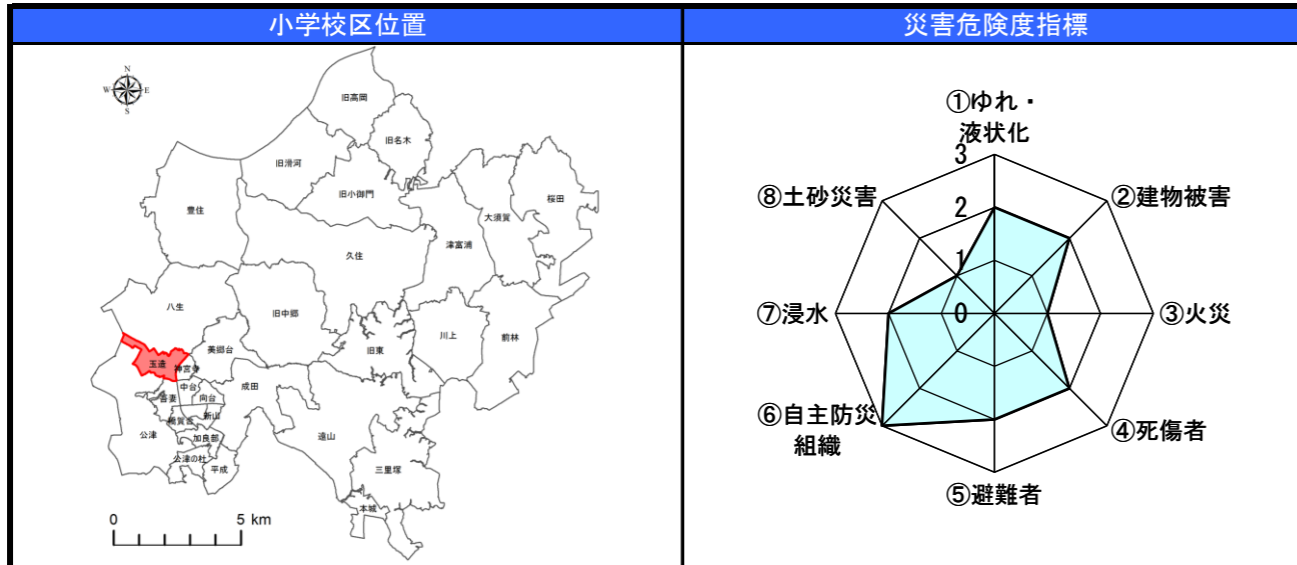 小学校区位置
災害危険度指標
N
W
E
S
旧高岡
旧名木
旧滑河
旧小御門
桜田
大須賀
豊住
津富浦
久住
八生
旧中郷
川上
前林
旧東
美郷台
玉造
神宮寺
成田
中台
吾妻
向台
新山
橋賀台
公津
加良部
遠山
公津の杜
平成
三里塚
本城
0
5 km
①ゆれ・
液状化
3
⑧土砂災害
②建物被害
2
1
⑦浸水
0
③火災
⑥自主防災
組織
④死傷者
⑤避難者